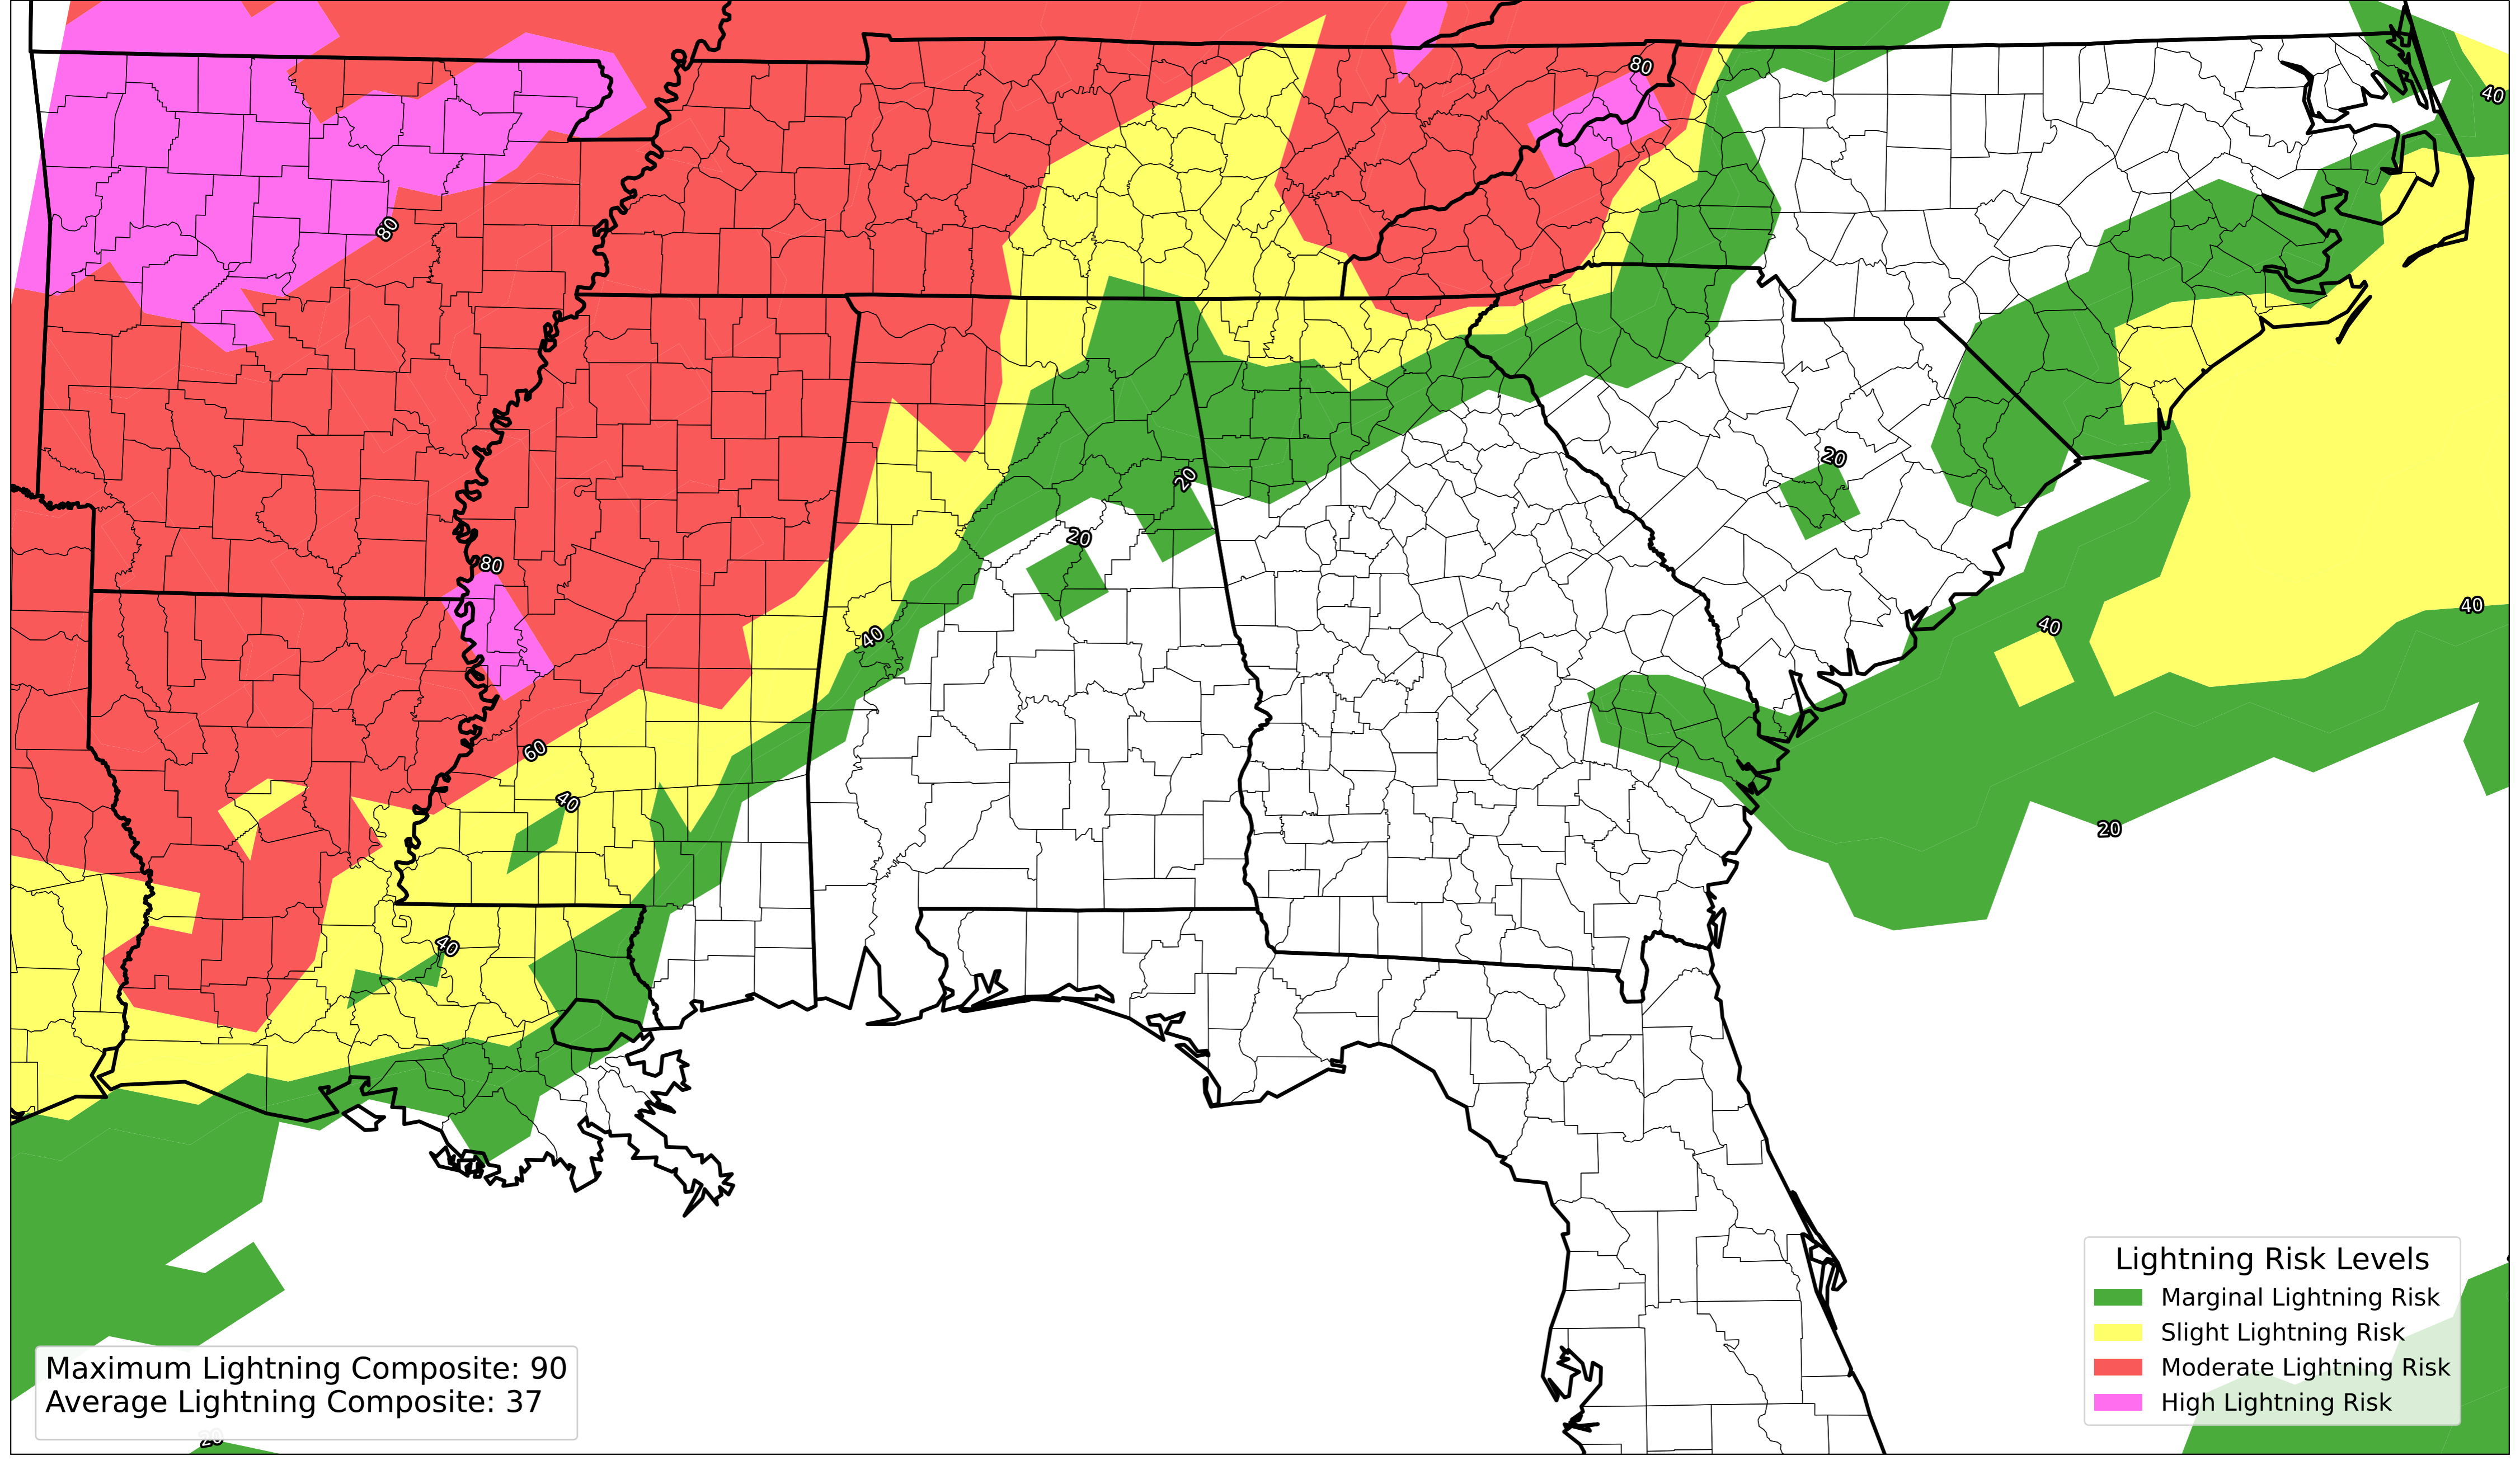 80
40
80
20
20
20
80
40
40
40
60
40
20
40
Lightning Risk Levels
Marginal Lightning Risk
Slight Lightning Risk
Moderate Lightning Risk
High Lightning Risk
Maximum Lightning Composite: 90
Average Lightning Composite: 37
20